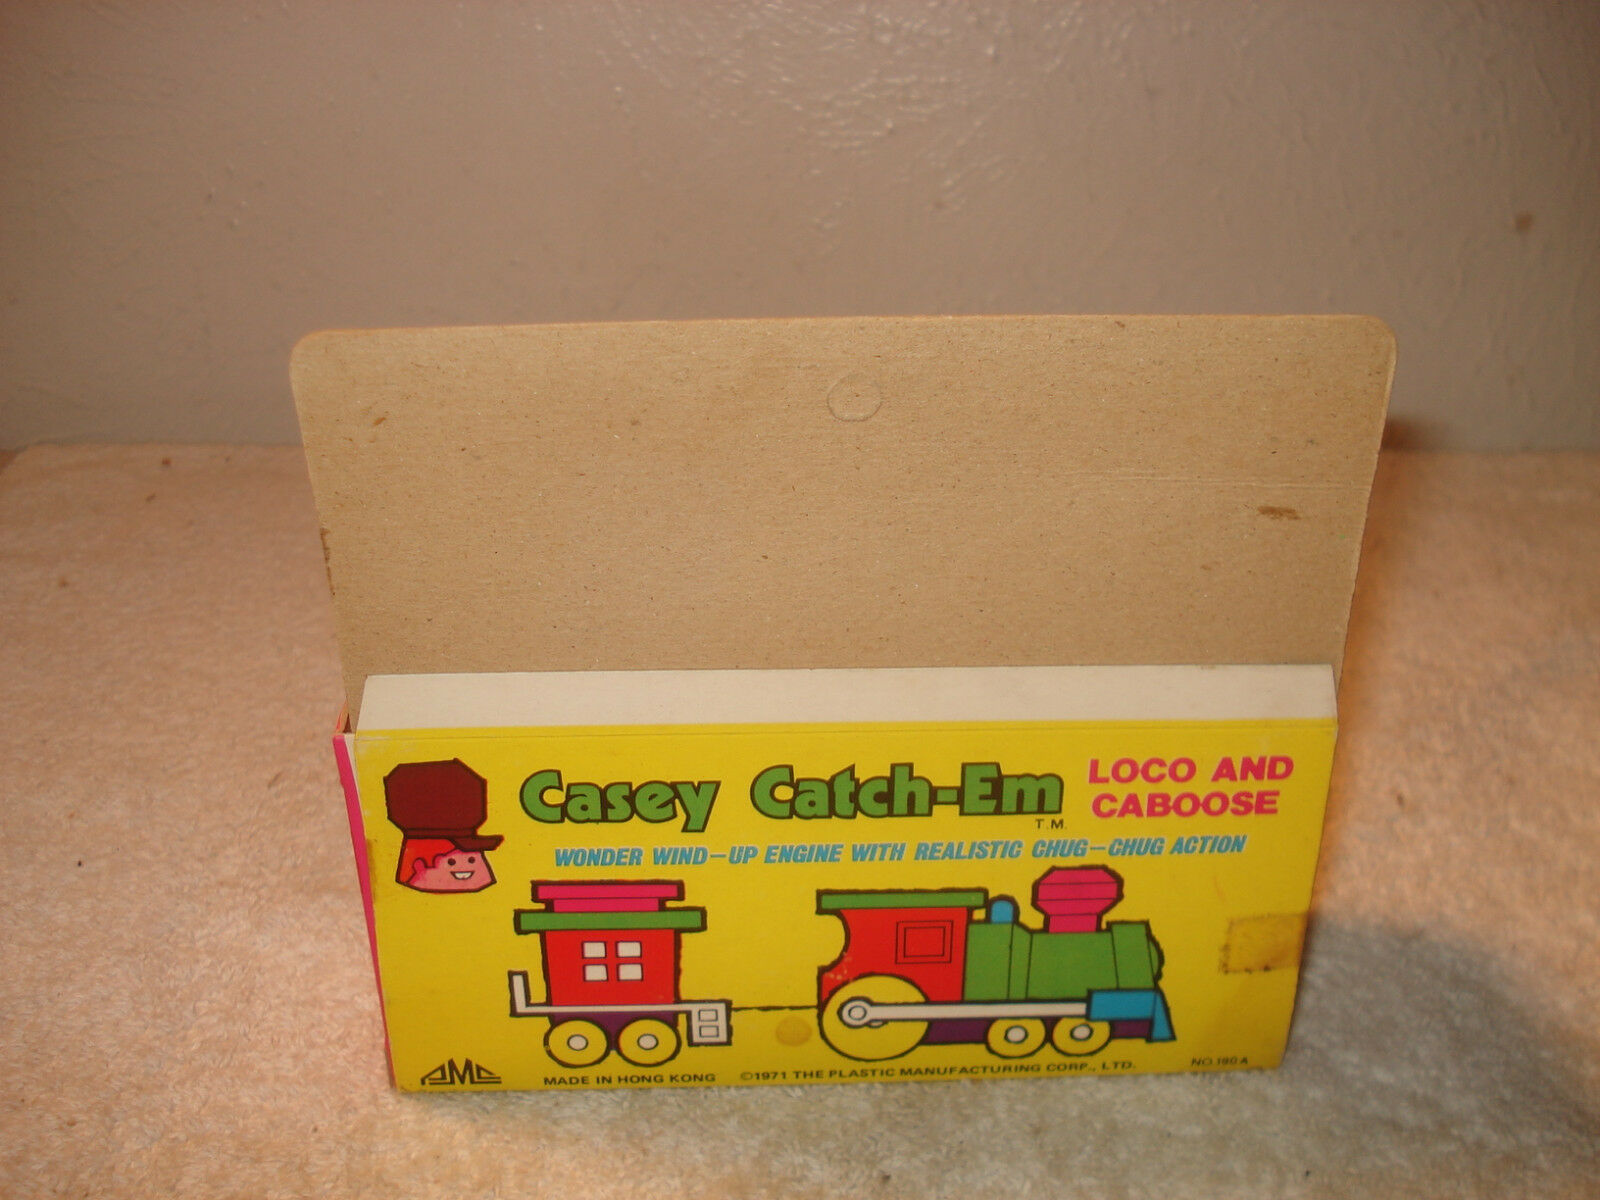 Casey Catch-Em
T.M.
LOCO AND
CABOOSE
WONDER WIND-UP ENGINE WITH REALISTIC CHUG-CHUG ACTION
PMC
MADE IN HONG KONG ©1971 THE PLASTIC MANUFACTURING CORP., LTD.
NO.190A